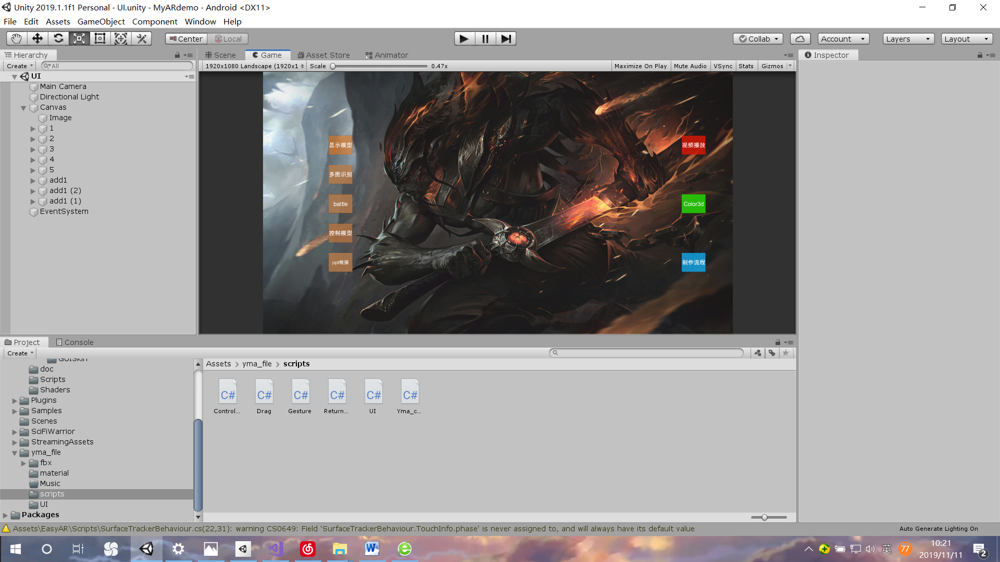 Unity 2019.1.1f1 Personal - UI.unity - MyARdemo - Android <DX11>
File Edit Assets GameObject Component Window Help
Center Local Collab Account Layers Layout
Hierarchy
Create All
UI
Main Camera
Directional Light
Canvas
Image
1
2
3
4
5
add1
add1 (2)
add1 (1)
EventSystem
Scene Game Asset Store Animator
1920x1080 Landscape (1920x1 Scale 0.47x Maximize On Play Mute Audio VSync Stats Gizmos
显示模型
多图识别
battle
控制模型
ppt链接
视频播放
Color3d
制作流程
Inspector
Project Console
Create
GUISkin
doc
Scripts
Shaders
Plugins
Samples
Scenes
SciFiWarrior
StreamingAssets
yma_file
fbx
material
Music
scripts
UI
Packages
Assets yma_file scripts
C# C# C# C# C# C#
Control... Drag Gesture Return... UI Yma_c...
Assets\EasyAR\Scripts\SurfaceTrackerBehaviour.cs(22,31): warning CS0649: Field 'SurfaceTrackerBehaviour.TouchInfo.phase' is never assigned to, and will always have its default value
Auto Generate Lighting On
英 77 10:21
2019/11/11 2